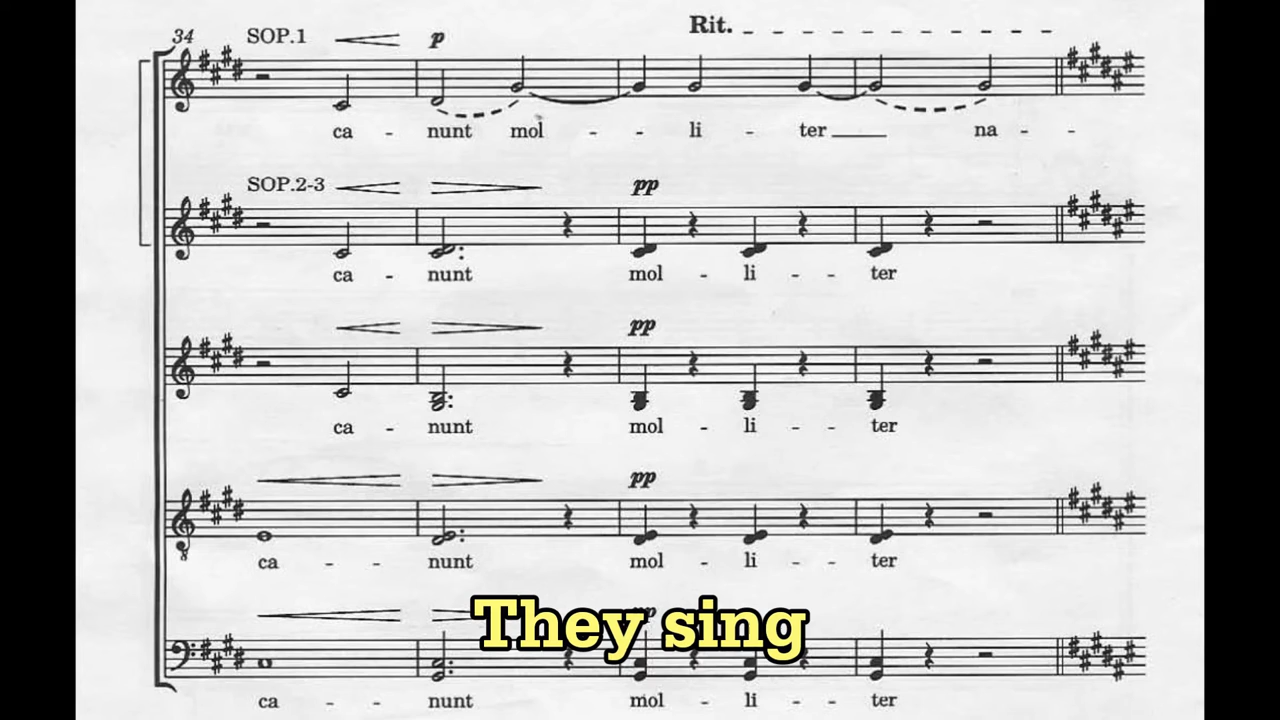 34 SOP.1 p Rit.
ca - nunt mol - - li - ter na - -
SOP.2-3 pp
ca - nunt mol - li - - ter
pp
ca - nunt mol - li - - ter
pp
8
ca - - nunt mol - li - - ter
They sing
ca - - nunt mol - li - - ter